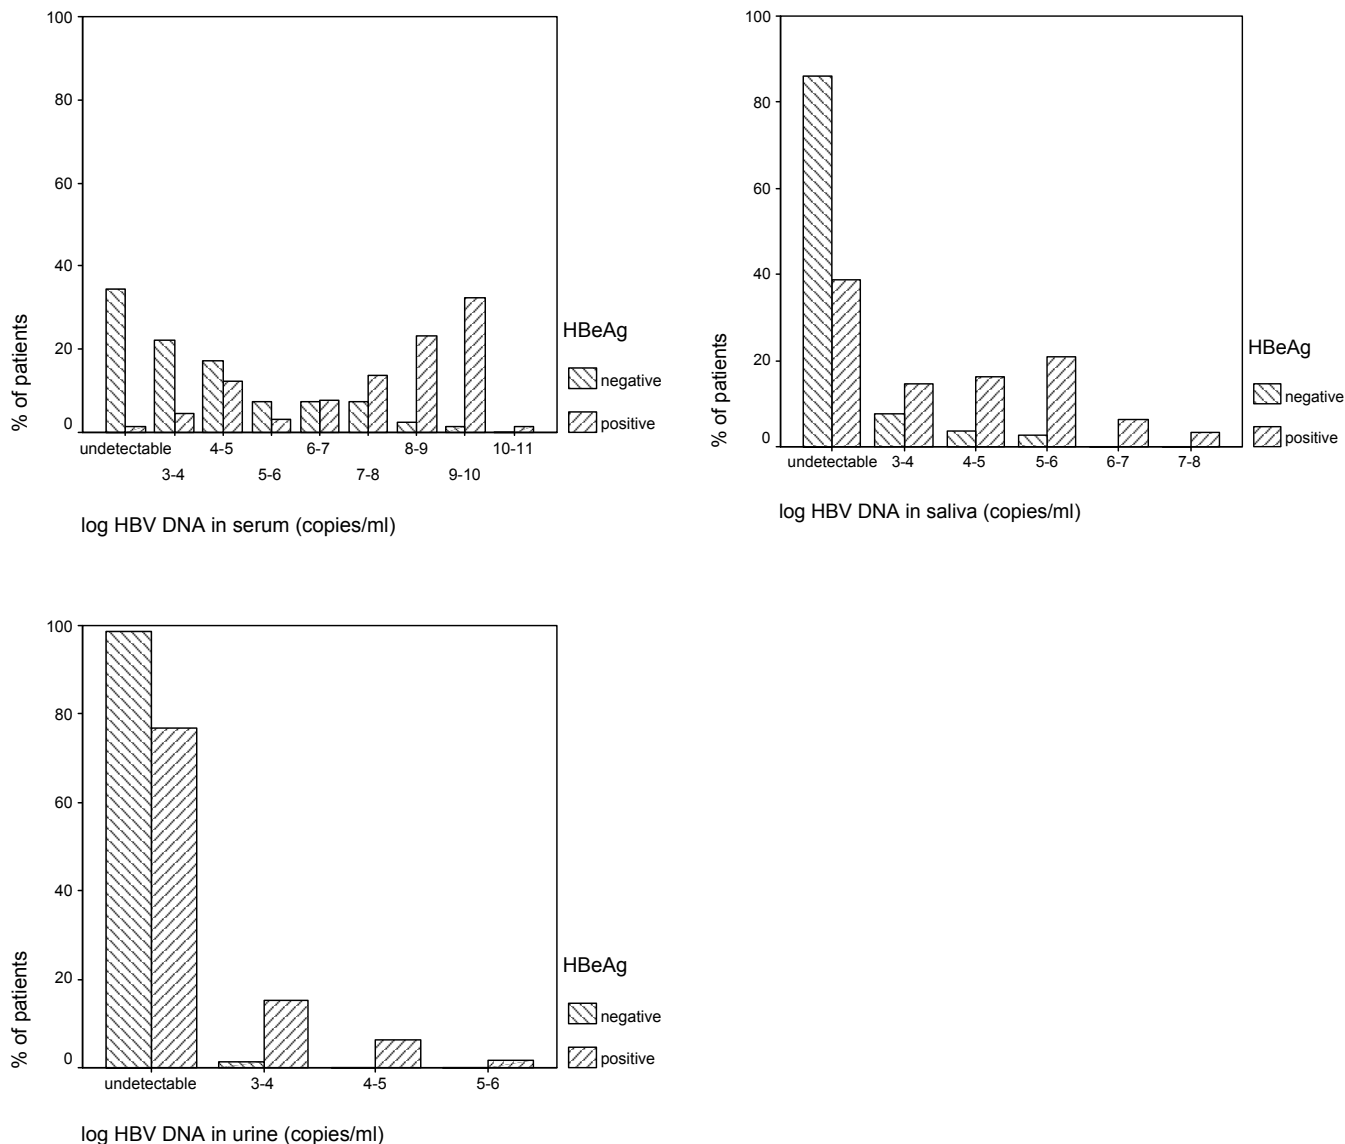 100
80
60
40
20
0
% of patients
undetectable
4-5
6-7
8-9
10-11
3-4
5-6
7-8
9-10
log HBV DNA in serum (copies/ml)
HBeAg
negative
positive
100
80
60
40
20
0
% of patients
undetectable
3-4
4-5
5-6
6-7
7-8
log HBV DNA in saliva (copies/ml)
HBeAg
negative
positive
100
80
60
40
20
0
% of patients
undetectable
3-4
4-5
5-6
log HBV DNA in urine (copies/ml)
HBeAg
negative
positive